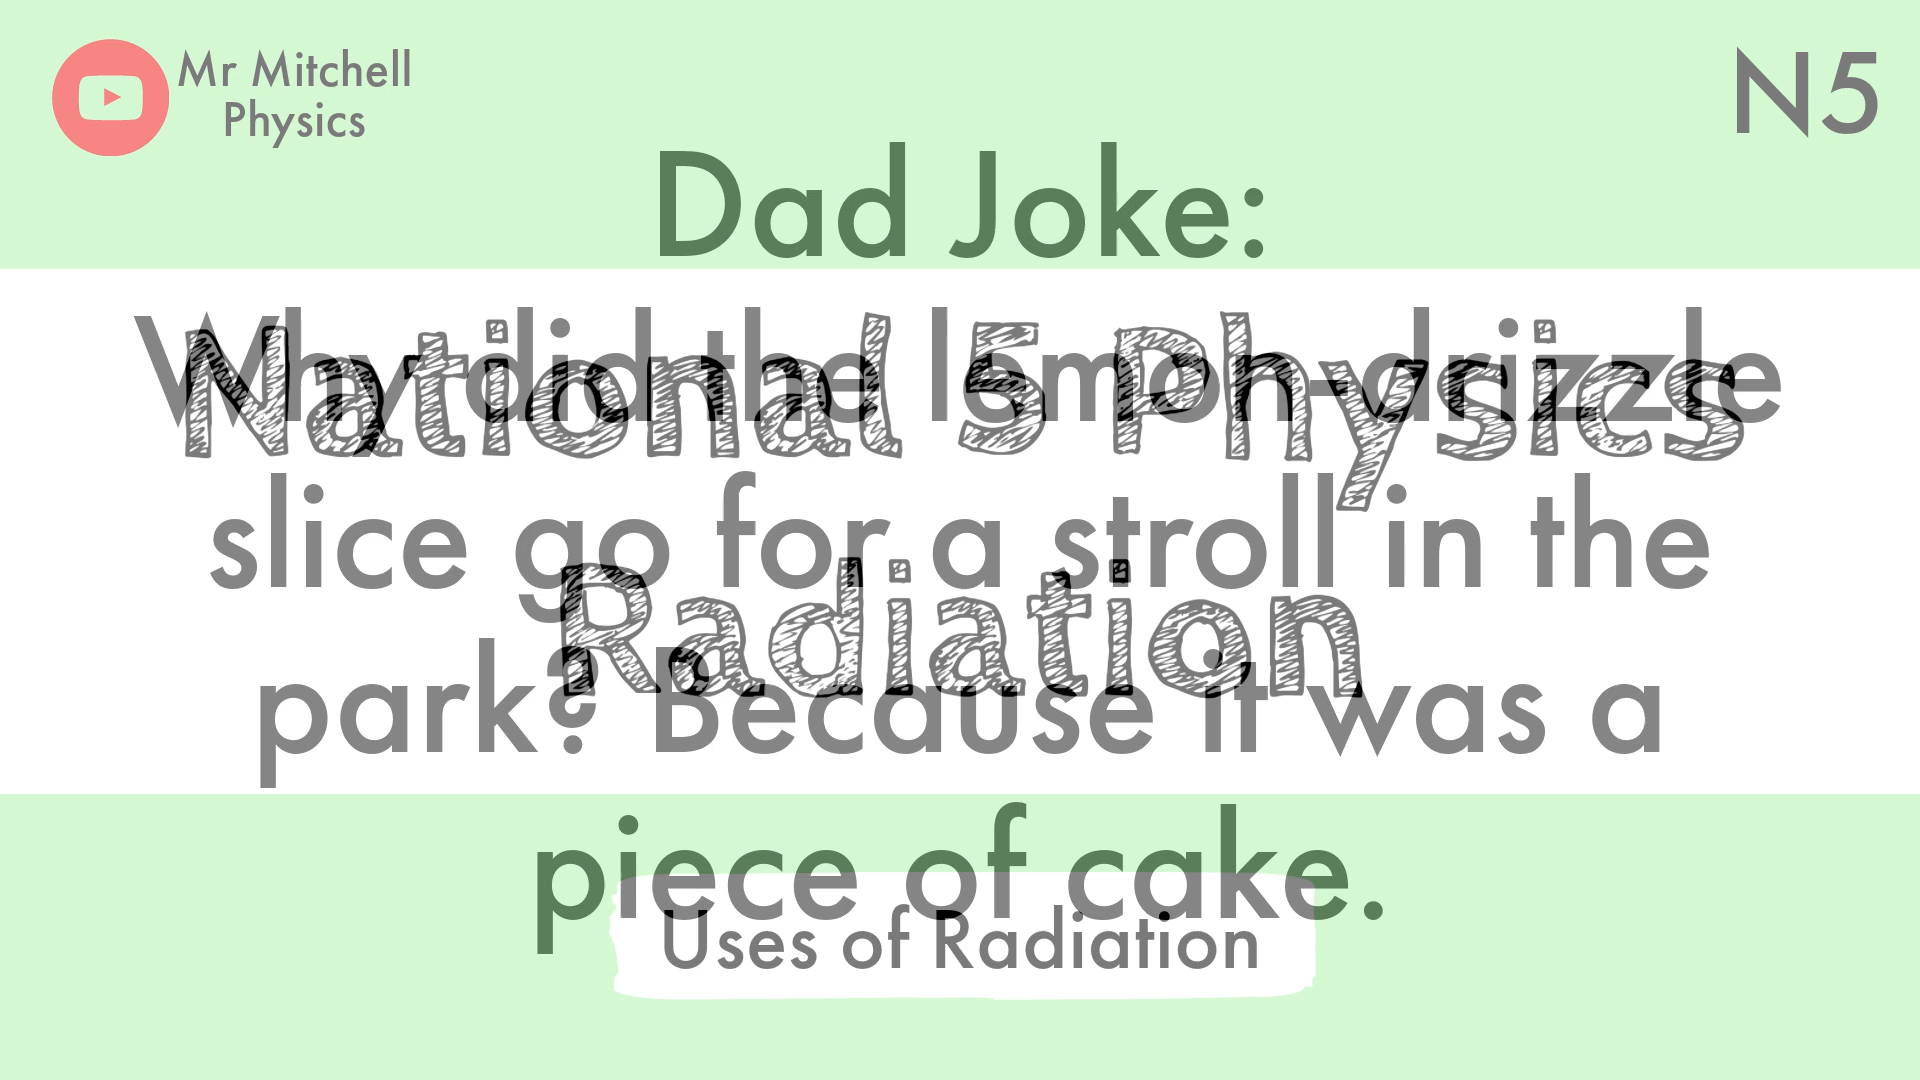 Mr Mitchell
Physics
N5
Dad Joke:
Why did the lemon-drizzle
slice go for a stroll in the
park? Because it was a
piece of cake.
National 5 Physics
Radiation
Uses of Radiation